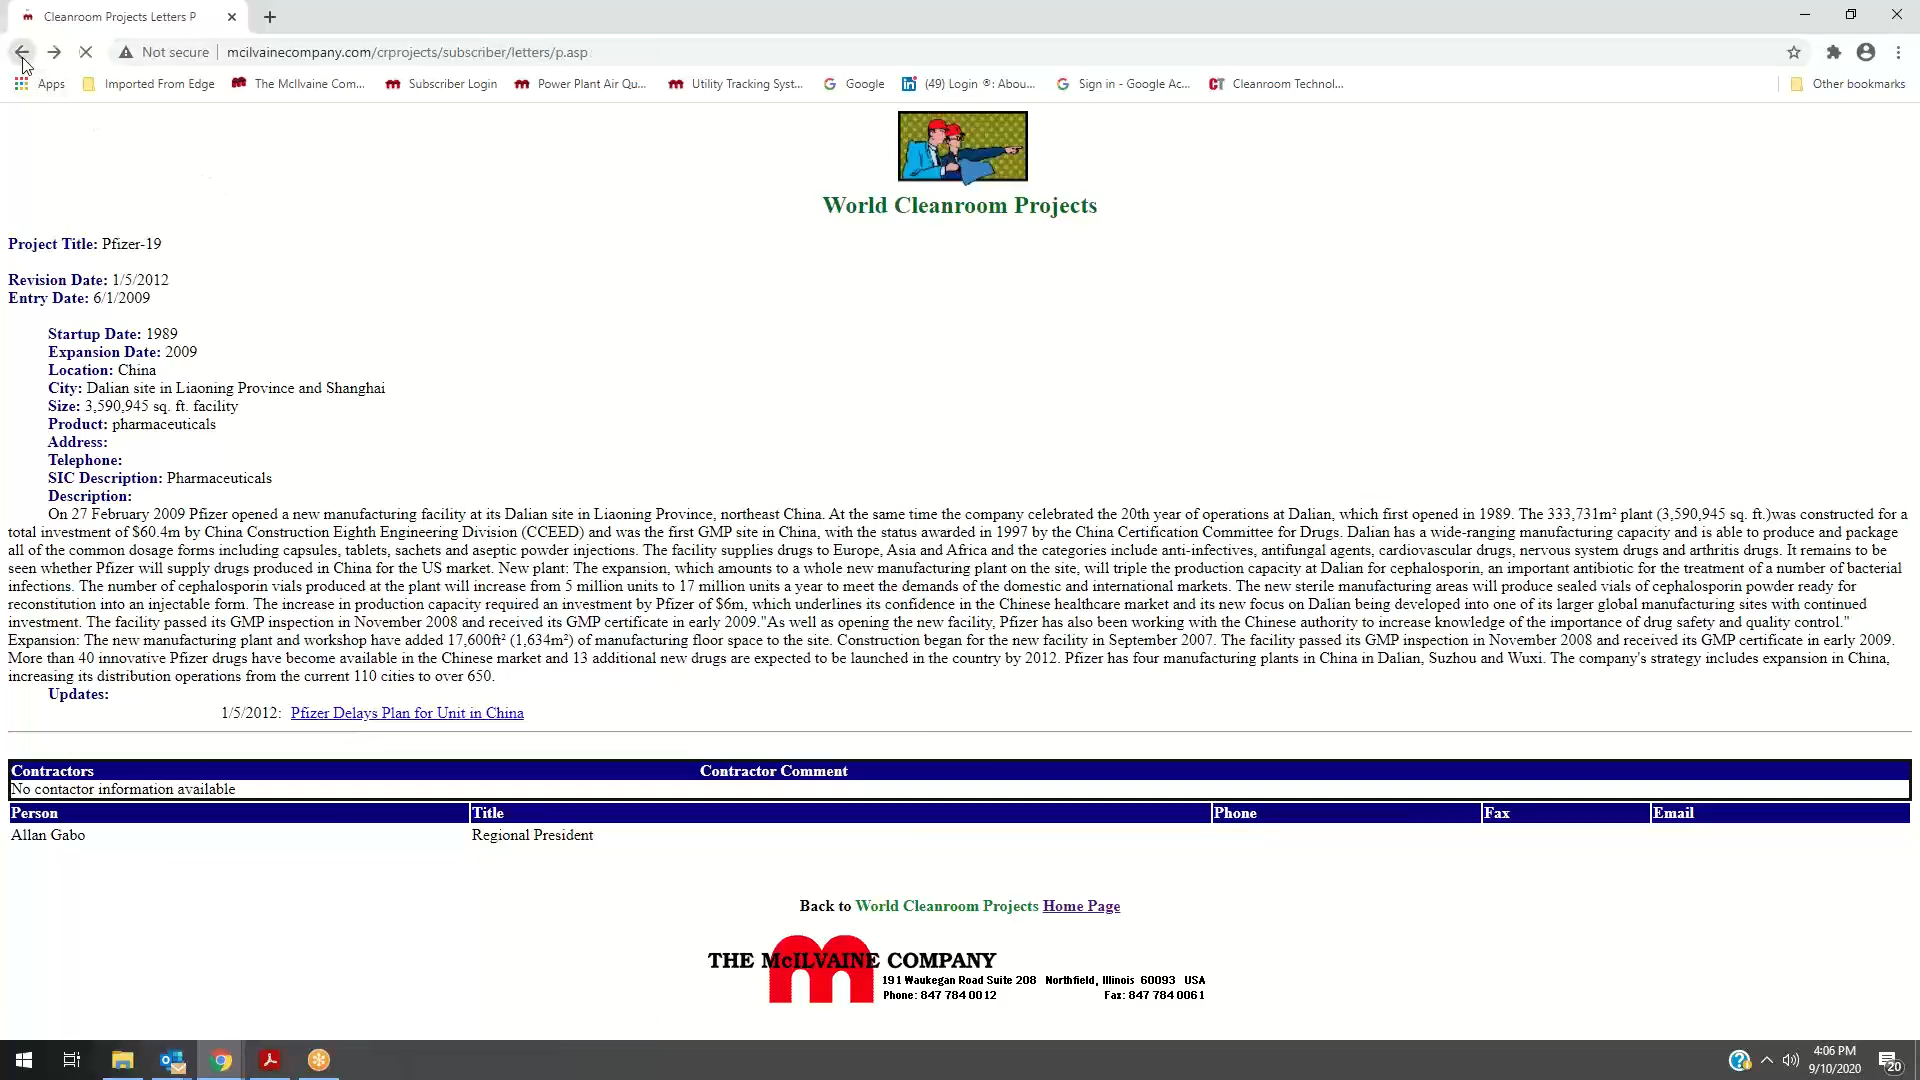 Cleanroom Projects Letters P
Not secure
mcilvainecompany.com/crprojects/subscriber/letters/p.asp
Apps
Imported From Edge
The McIlvaine Com...
Subscriber Login
Power Plant Air Qu...
Utility Tracking Syst...
Google
(49) Login ®: Abou...
Sign in - Google Ac...
Cleanroom Technol...
Other bookmarks
World Cleanroom Projects
Project Title: Pfizer-19
Revision Date: 1/5/2012
Entry Date: 6/1/2009
Startup Date: 1989
Expansion Date: 2009
Location: China
City: Dalian site in Liaoning Province and Shanghai
Size: 3,590,945 sq. ft. facility
Product: pharmaceuticals
Address:
Telephone:
SIC Description: Pharmaceuticals
Description:
On 27 February 2009 Pfizer opened a new manufacturing facility at its Dalian site in Liaoning Province, northeast China. At the same time the company celebrated the 20th year of operations at Dalian, which first opened in 1989. The 333,731m² plant (3,590,945 sq. ft.)was constructed for a
total investment of $60.4m by China Construction Eighth Engineering Division (CCEED) and was the first GMP site in China, with the status awarded in 1997 by the China Certification Committee for Drugs. Dalian has a wide-ranging manufacturing capacity and is able to produce and package
all of the common dosage forms including capsules, tablets, sachets and aseptic powder injections. The facility supplies drugs to Europe, Asia and Africa and the categories include anti-infectives, antifungal agents, cardiovascular drugs, nervous system drugs and arthritis drugs. It remains to be
seen whether Pfizer will supply drugs produced in China for the US market. New plant: The expansion, which amounts to a whole new manufacturing plant on the site, will triple the production capacity at Dalian for cephalosporin, an important antibiotic for the treatment of a number of bacterial
infections. The number of cephalosporin vials produced at the plant will increase from 5 million units to 17 million units a year to meet the demands of the domestic and international markets. The new sterile manufacturing areas will produce sealed vials of cephalosporin powder ready for
reconstitution into an injectable form. The increase in production capacity required an investment by Pfizer of $6m, which underlines its confidence in the Chinese healthcare market and its new focus on Dalian being developed into one of its larger global manufacturing sites with continued
investment. The facility passed its GMP inspection in November 2008 and received its GMP certificate in early 2009."As well as opening the new facility, Pfizer has also been working with the Chinese authority to increase knowledge of the importance of drug safety and quality control."
Expansion: The new manufacturing plant and workshop have added 17,600ft² (1,634m²) of manufacturing floor space to the site. Construction began for the new facility in September 2007. The facility passed its GMP inspection in November 2008 and received its GMP certificate in early 2009.
More than 40 innovative Pfizer drugs have become available in the Chinese market and 13 additional new drugs are expected to be launched in the country by 2012. Pfizer has four manufacturing plants in China in Dalian, Suzhou and Wuxi. The company's strategy includes expansion in China,
increasing its distribution operations from the current 110 cities to over 650.
Updates:
1/5/2012: Pfizer Delays Plan for Unit in China
Contractors Contractor Comment
No contactor information available
Person Title Phone Fax Email
Allan Gabo Regional President
Back to World Cleanroom Projects Home Page
THE McILVAINE COMPANY
191 Waukegan Road Suite 208 Northfield, Illinois 60093 USA
Phone: 847 784 0012 Fax: 847 784 0061
4:06 PM
9/10/2020
20